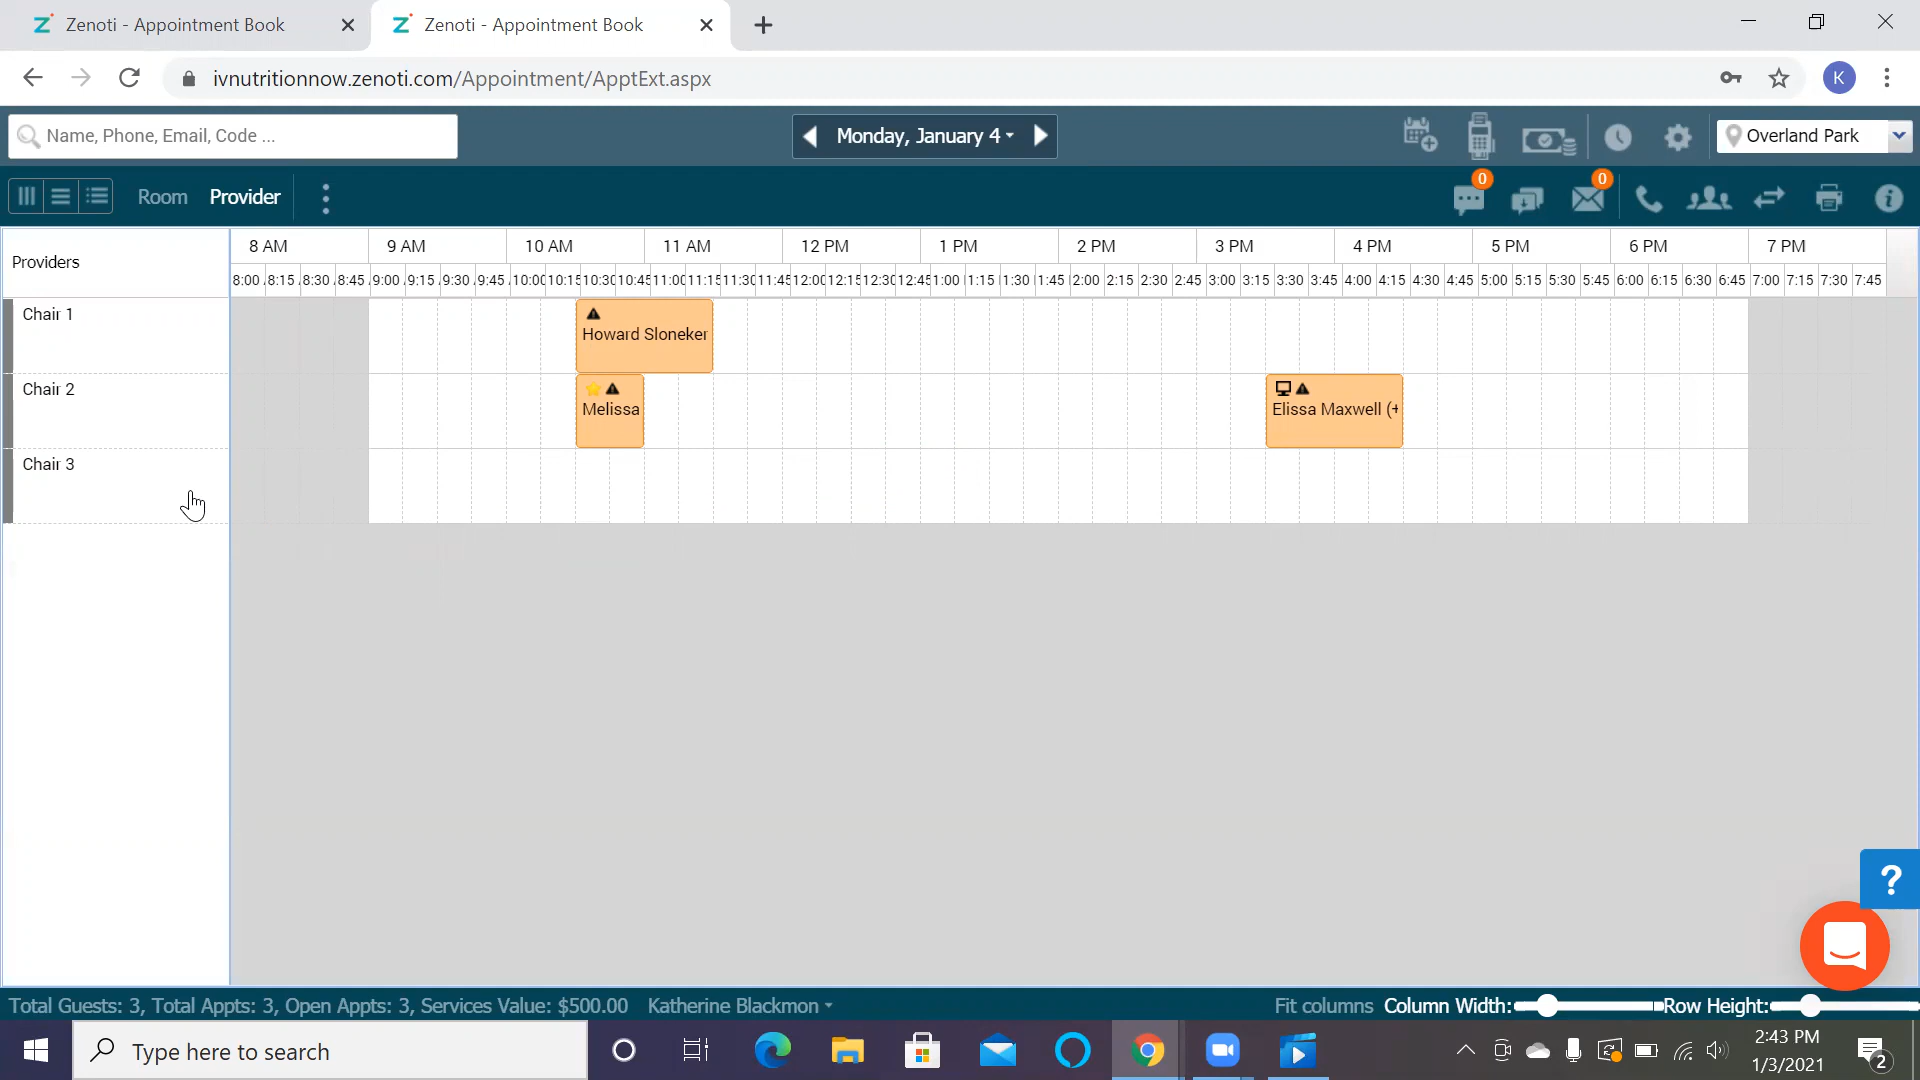 Zenoti - Appointment Book
Zenoti - Appointment Book
ivnutritionnow.zenoti.com/Appointment/ApptExt.aspx
K
Name, Phone, Email, Code ...
Monday, January 4
Overland Park
Room Provider
0 0
Providers
8 AM 9 AM 10 AM 11 AM 12 PM 1 PM 2 PM 3 PM 4 PM 5 PM 6 PM 7 PM
8:00 8:15 8:30 8:45 9:00 9:15 9:30 9:45 10:00 10:15 10:30 10:45 11:00 11:15 11:30 11:45 12:00 12:15 12:30 12:45 1:00 1:15 1:30 1:45 2:00 2:15 2:30 2:45 3:00 3:15 3:30 3:45 4:00 4:15 4:30 4:45 5:00 5:15 5:30 5:45 6:00 6:15 6:30 6:45 7:00 7:15 7:30 7:45
Chair 1
Howard Sloneker
Chair 2
Melissa
Elissa Maxwell (+
Chair 3
?
Total Guests: 3, Total Appts: 3, Open Appts: 3, Services Value: $500.00 Katherine Blackmon
Fit columns Column Width: Row Height:
Type here to search
2:43 PM
1/3/2021
2